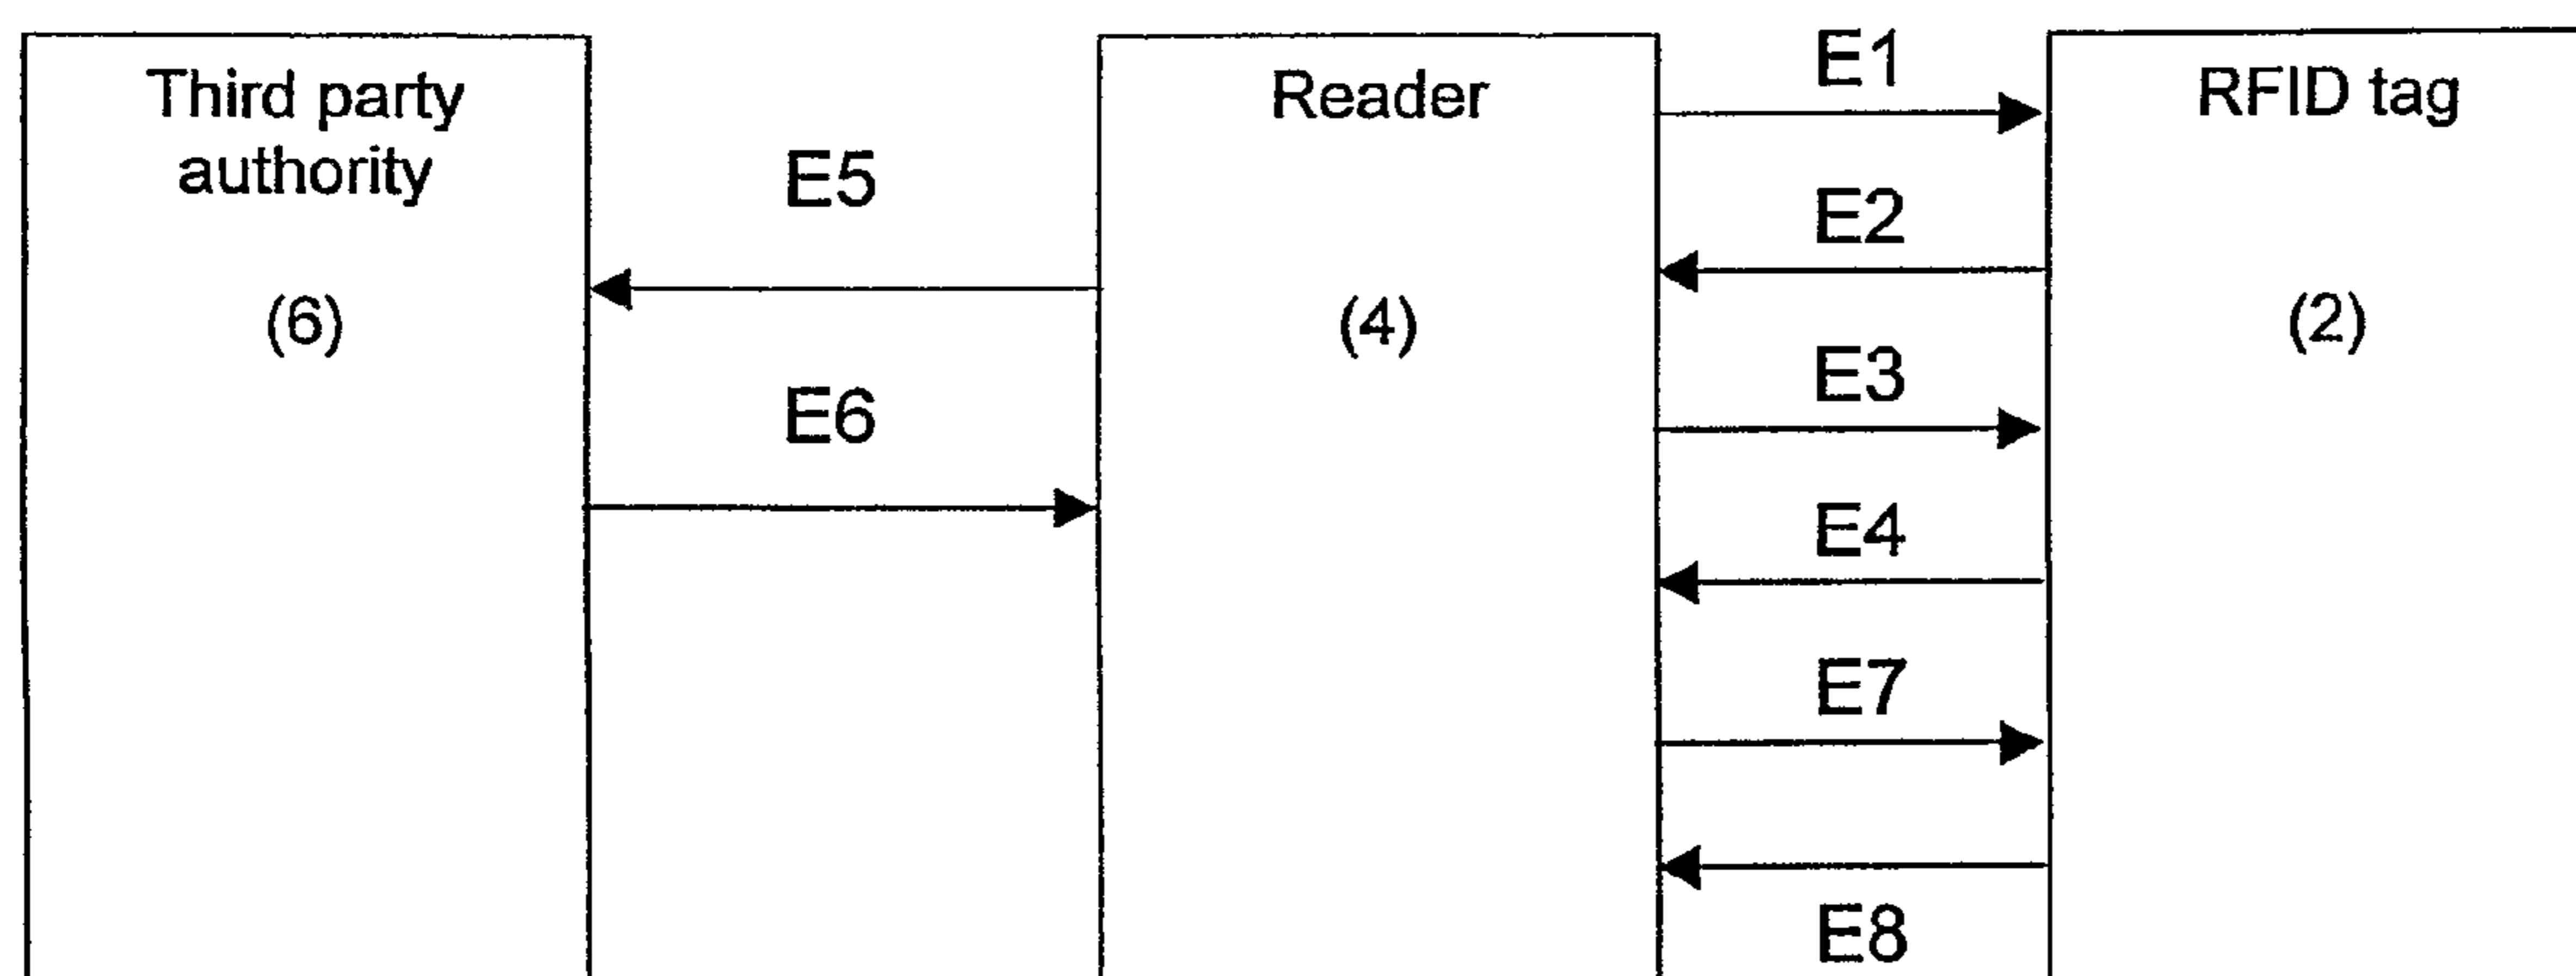 Third party
authority
(6)
E5
E6
Reader
(4)
E1
E2
E3
E4
E7
E8
RFID tag
(2)